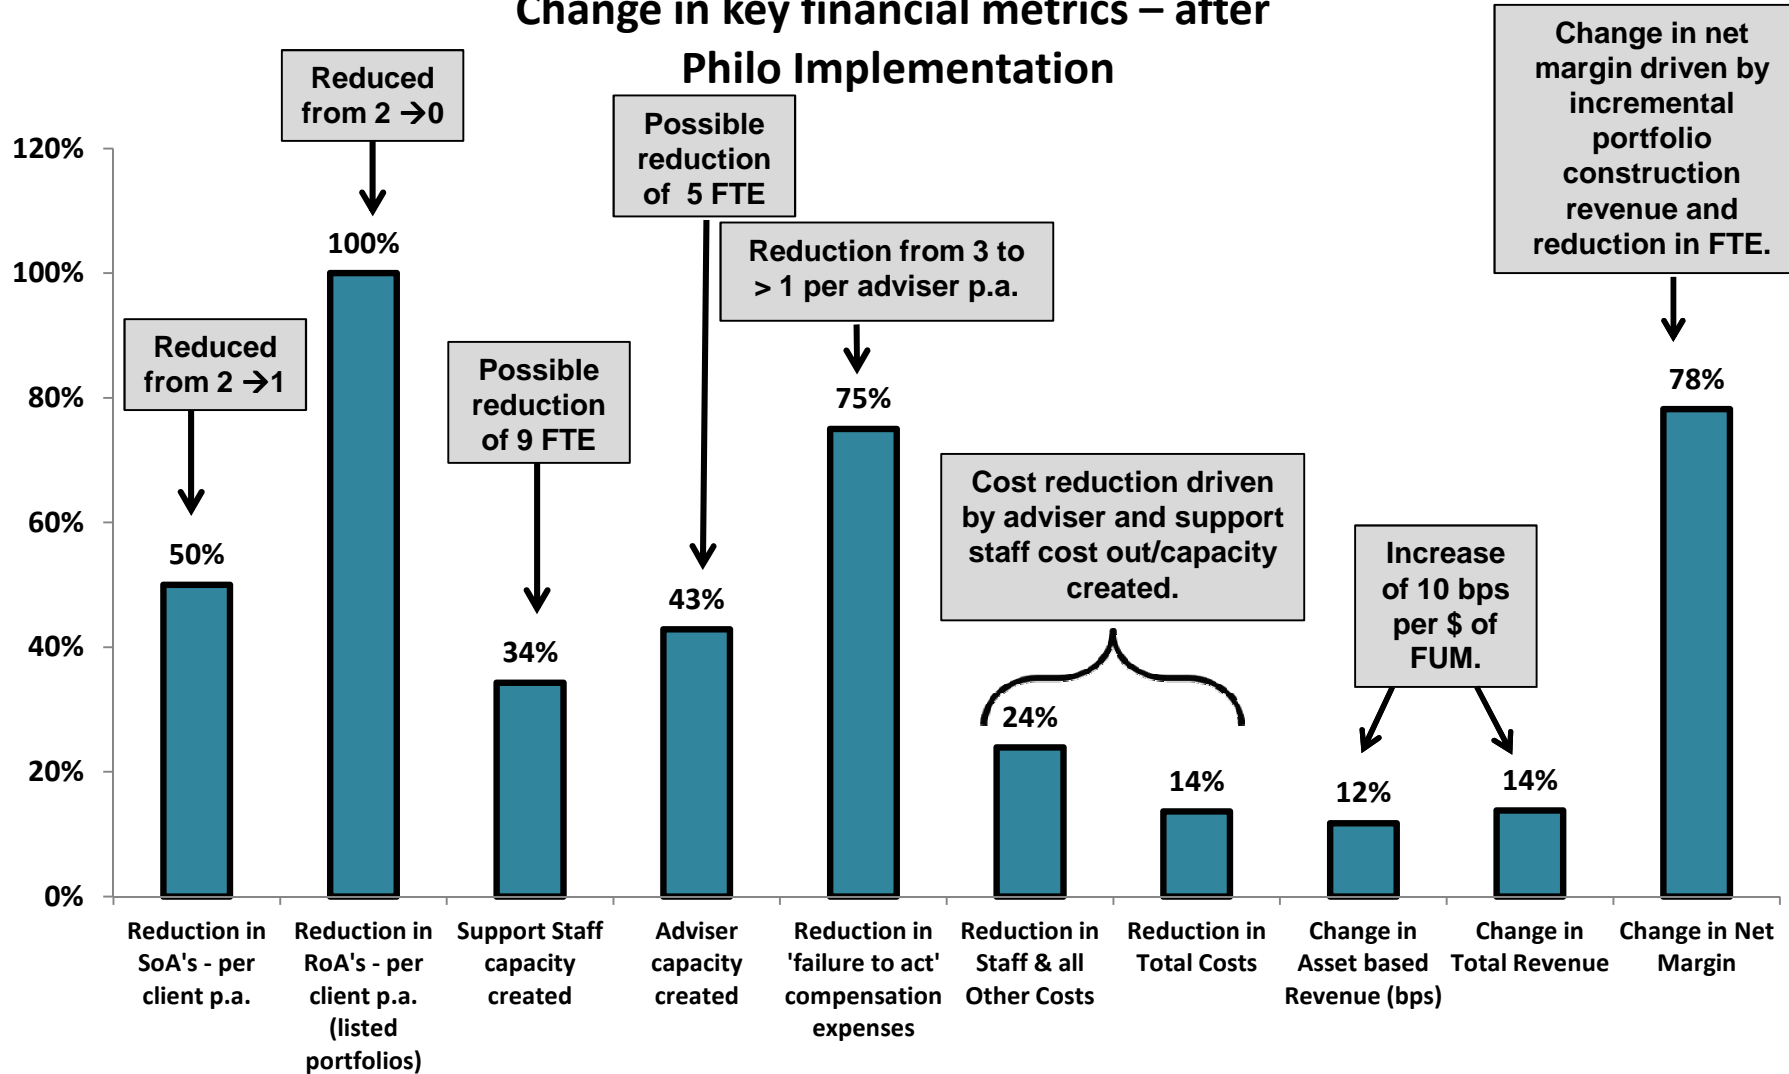 Change in key financial metrics – after
Philo Implementation
Reduced
from 2 →0
Possible
reduction
of  5 FTE
Change in net
margin driven by
incremental
portfolio
construction
revenue and
reduction in FTE.
Reduction from 3 to
> 1 per adviser p.a.
Reduced
from 2 →1
Possible
reduction
of 9 FTE
Cost reduction driven
by adviser and support
staff cost out/capacity
created.
Increase
of 10 bps
per $ of
FUM.
120%
100%
80%
60%
40%
20%
0%
50%
100%
34%
43%
75%
24%
14%
12%
14%
78%
Reduction in
SoA's - per
client p.a.
Reduction in
RoA's - per
client p.a.
(listed
portfolios)
Support Staff
capacity
created
Adviser
capacity
created
Reduction in
'failure to act'
compensation
expenses
Reduction in
Staff & all
Other Costs
Reduction in
Total Costs
Change in
Asset based
Revenue (bps)
Change in
Total Revenue
Change in Net
Margin